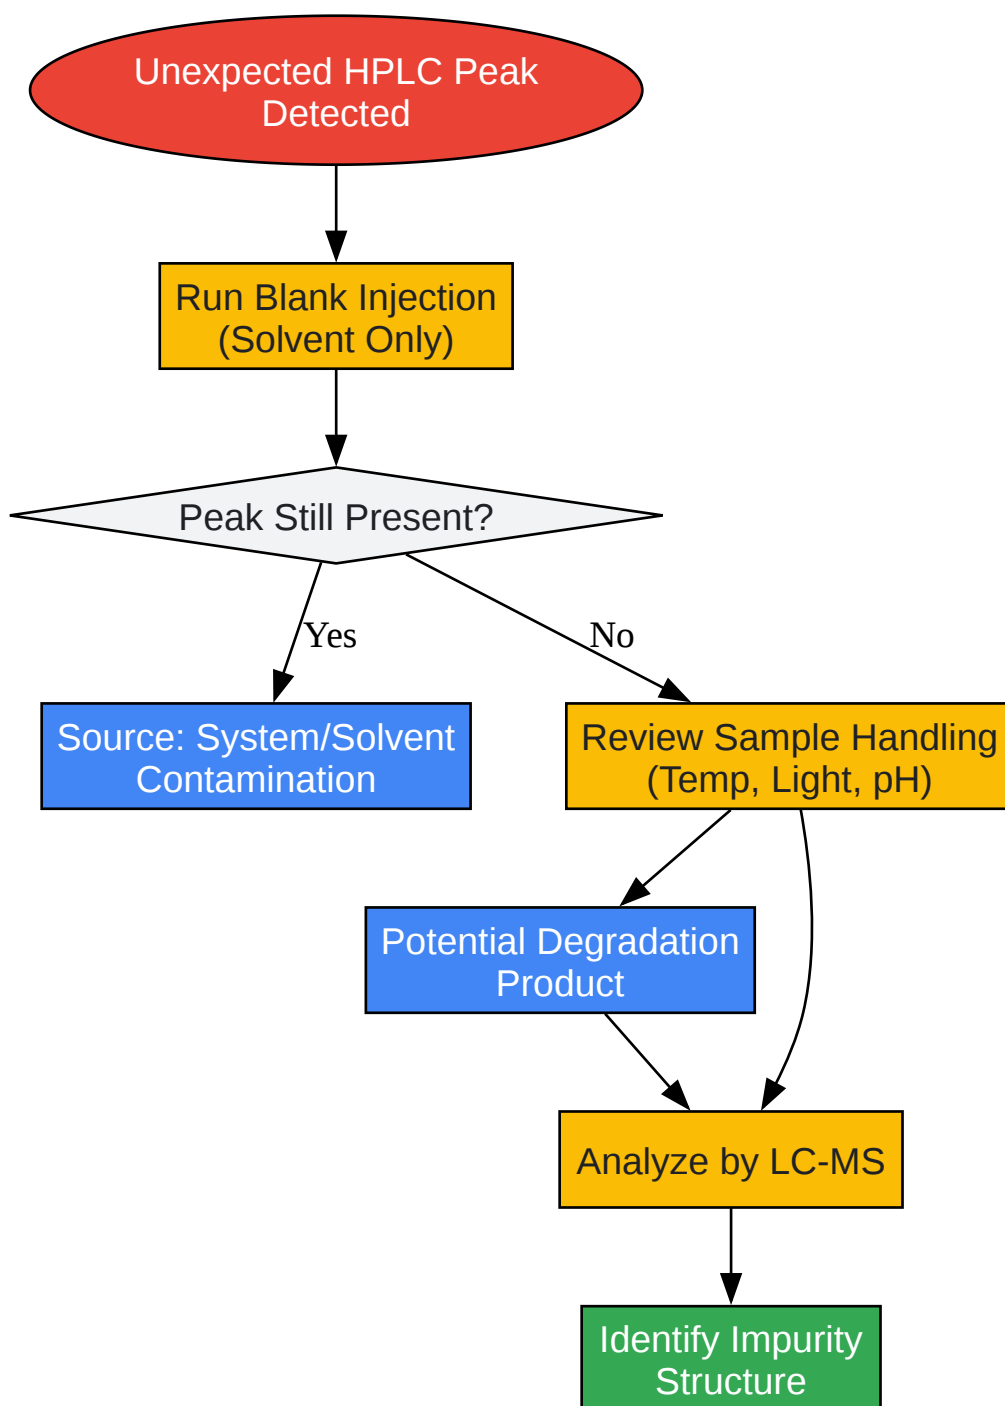 Unexpected HPLC Peak
Detected
Run Blank Injection
(Solvent Only)
Peak Still Present?
Yes
No
Source: System/Solvent
Contamination
Review Sample Handling
(Temp, Light, pH)
Potential Degradation
Product
Analyze by LC-MS
Identify Impurity
Structure